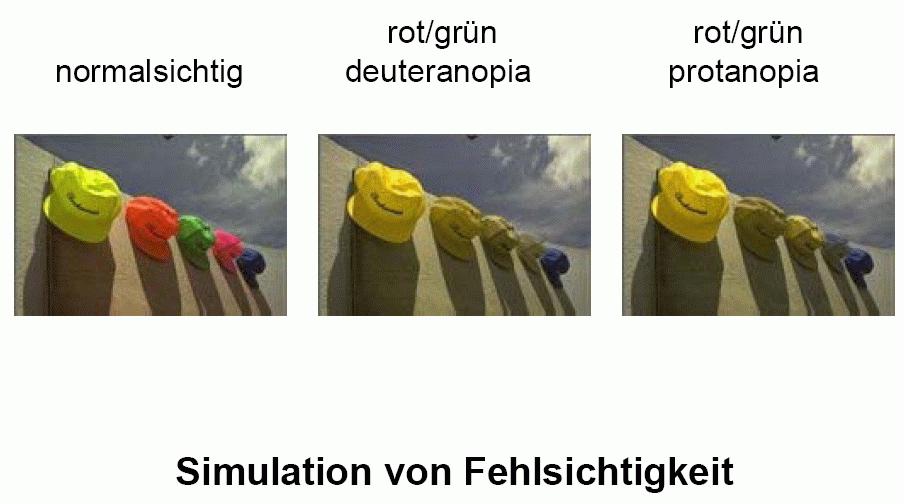 normalsichtig
rot/grün
deuteranopia
rot/grün
protanopia
Simulation von Fehlsichtigkeit